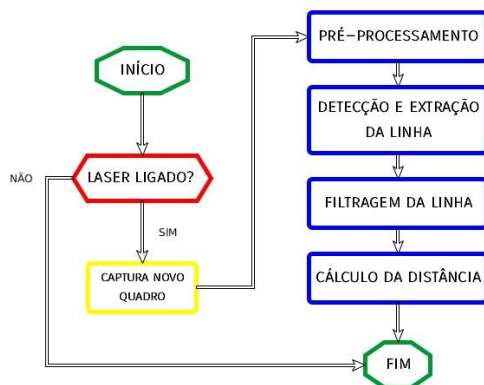 INÍCIO
LASER LIGADO?
NÃO
SIM
CAPTURA NOVO
QUADRO
PRÉ-PROCESSAMENTO
DETECÇÃO E EXTRAÇÃO
DA LINHA
FILTRAGEM DA LINHA
CÁLCULO DA DISTÂNCIA
FIM